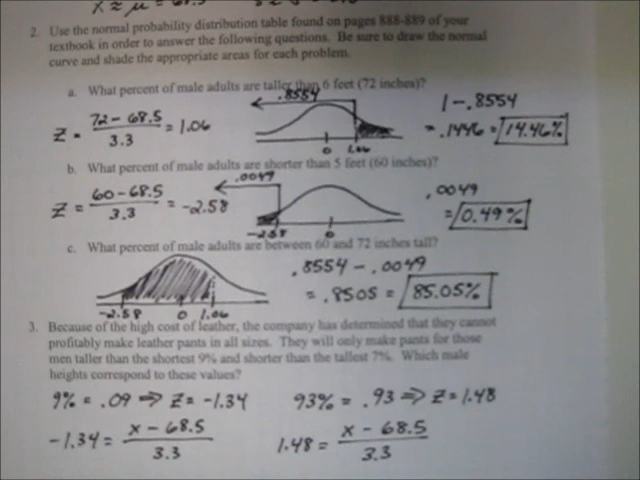 x ≈ μ = 68.5
2. Use the normal probability distribution table found on pages 888-889 of your
textbook in order to answer the following questions. Be sure to draw the normal
curve and shade the appropriate areas for each problem.
a. What percent of male adults are taller than 6 feet (72 inches)?
.8554
1 - .8554
Z = (72 - 68.5)/3.3 = 1.06
= .1446 = 14.46%
0 1.06
b. What percent of male adults are shorter than 5 feet (60 inches)?
.0049
.0049
Z = (60 - 68.5)/3.3 = -2.58
= 0.49%
-2.58 0
c. What percent of male adults are between 60 and 72 inches tall?
.8554 - .0049
= .8505 = 85.05%
-2.58 0 1.06
3. Because of the high cost of leather, the company has determined that they cannot
profitably make leather pants in all sizes. They will only make pants for those
men taller than the shortest 9% and shorter than the tallest 7%. Which male
heights correspond to these values?
9% = .09 ⇒ Z = -1.34 93% = .93 ⇒ Z = 1.48
-1.34 = (x - 68.5)/3.3 1.48 = (x - 68.5)/3.3